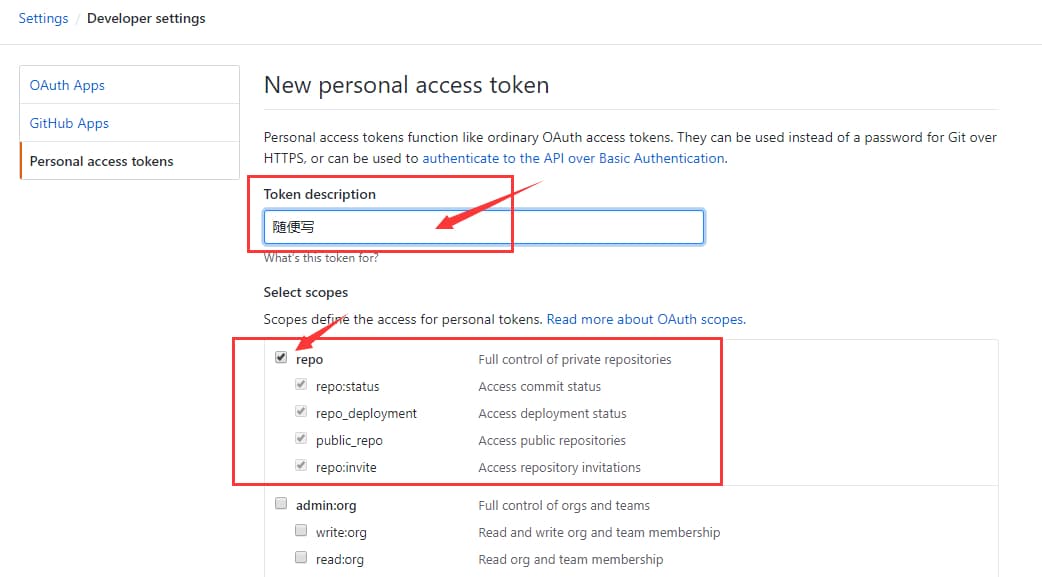 Settings / Developer settings
OAuth Apps
GitHub Apps
Personal access tokens
New personal access token
Personal access tokens function like ordinary OAuth access tokens. They can be used instead of a password for Git over
HTTPS, or can be used to authenticate to the API over Basic Authentication.
Token description
随便写
What's this token for?
Select scopes
Scopes define the access for personal tokens. Read more about OAuth scopes.
repo Full control of private repositories
repo:status Access commit status
repo_deployment Access deployment status
public_repo Access public repositories
repo:invite Access repository invitations
admin:org Full control of orgs and teams
write:org Read and write org and team membership
read:org Read org and team membership